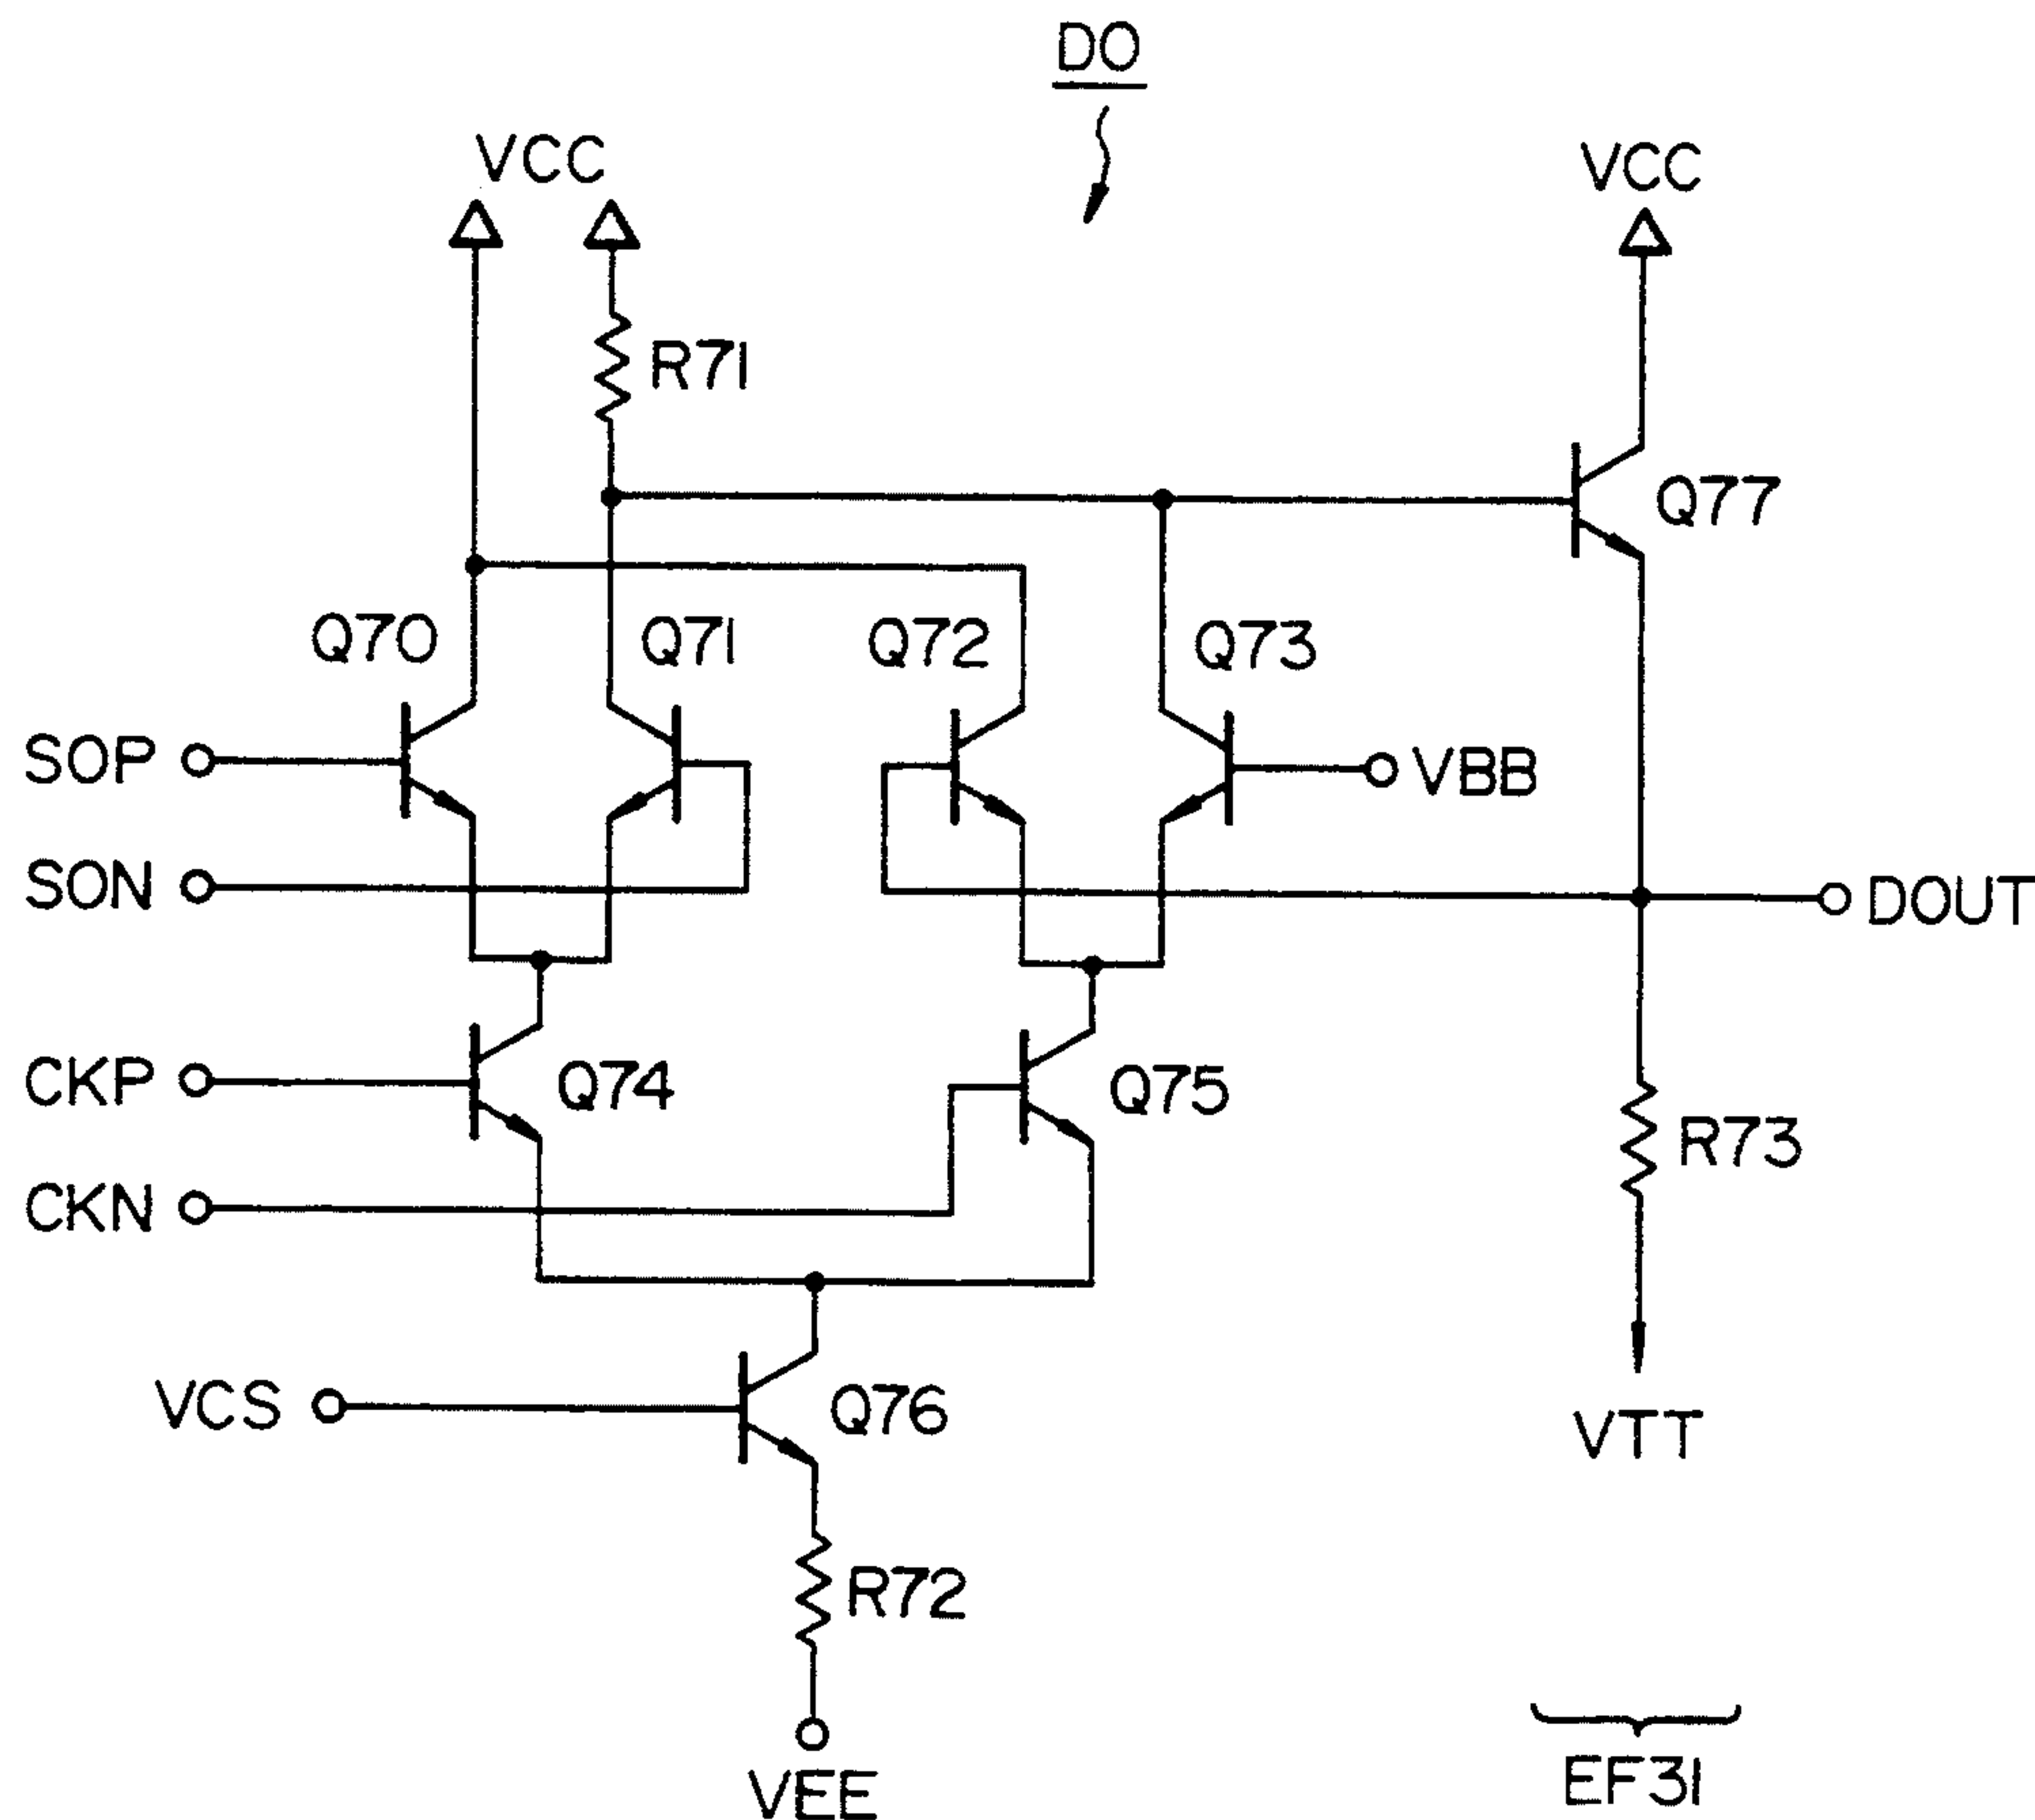 DO
VCC
VCC
R71
Q77
Q70
Q71
Q72
Q73
SOP
VBB
SON
DOUT
CKP
Q74
Q75
R73
CKN
VCS
Q76
VTT
R72
VEE
EF31